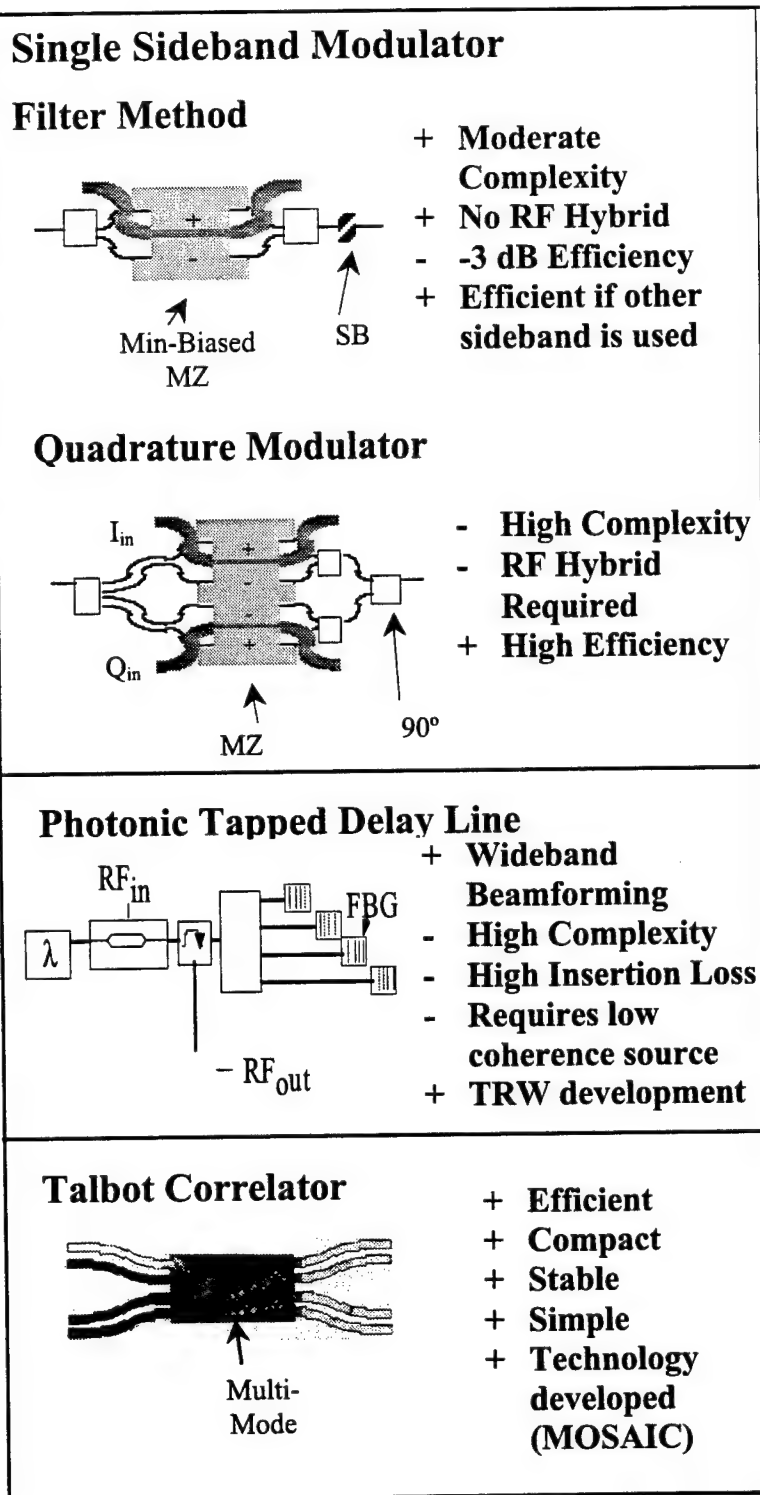 Single Sideband Modulator
Filter Method
+ Moderate
Complexity
+ No RF Hybrid
- -3 dB Efficiency
+ Efficient if other
sideband is used
+
-
Min-Biased
MZ
SB
Quadrature Modulator
Iin
+
-
-
+
Qin
MZ
90º
- High Complexity
- RF Hybrid
Required
+ High Efficiency
Photonic Tapped Delay Line
RFin
λ
FBG
– RFout
+ Wideband
Beamforming
- High Complexity
- High Insertion Loss
- Requires low
coherence source
+ TRW development
Talbot Correlator
Multi-
Mode
+ Efficient
+ Compact
+ Stable
+ Simple
+ Technology
developed
(MOSAIC)